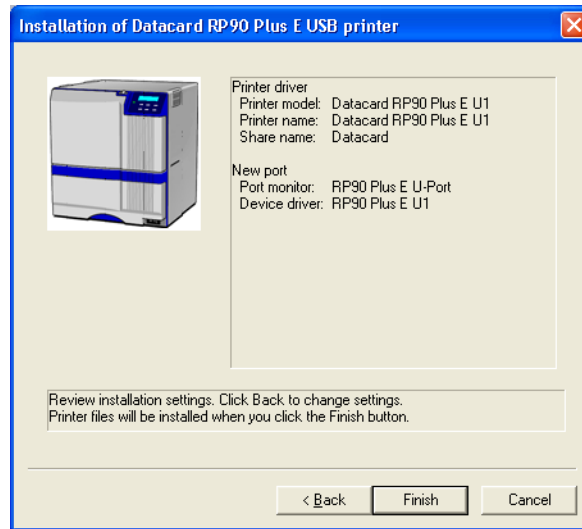 Installation of Datacard RP90 Plus E USB printer
Printer driver
Printer model: Datacard RP90 Plus E U1
Printer name: Datacard RP90 Plus E U1
Share name: Datacard
New port
Port monitor: RP90 Plus E U-Port
Device driver: RP90 Plus E U1
Review installation settings. Click Back to change settings.
Printer files will be installed when you click the Finish button.
< Back
Finish
Cancel